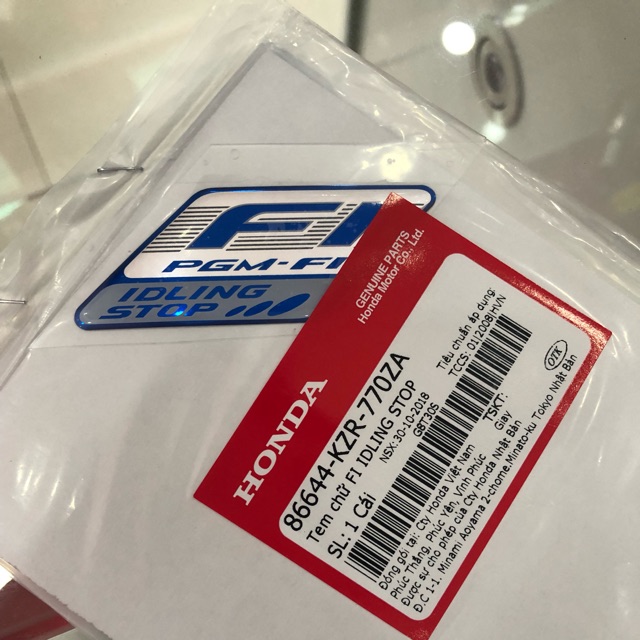 FI
PGM-FI
IDLING
STOP
GENUINE PARTS
Honda Motor Co., Ltd.
HONDA
86644-KZR-770ZA
Tem chữ FI IDLING STOP
SL: 1 Cái
NSX:30-10-2018
GBT30S
Tiêu chuẩn áp dụng:
TCCS: 01:2008|HVN
TSKT:
Giay
OTK
Đóng gói tại: Cty Honda Việt Nam
Phúc Thắng, Phúc Yên, Vĩnh Phúc
Được sự cho phép của Cty Honda Nhật Bản
Đ.C 1-1. Minami Aoyama 2-chome.Minato-ku Tokyo Nhật Bản